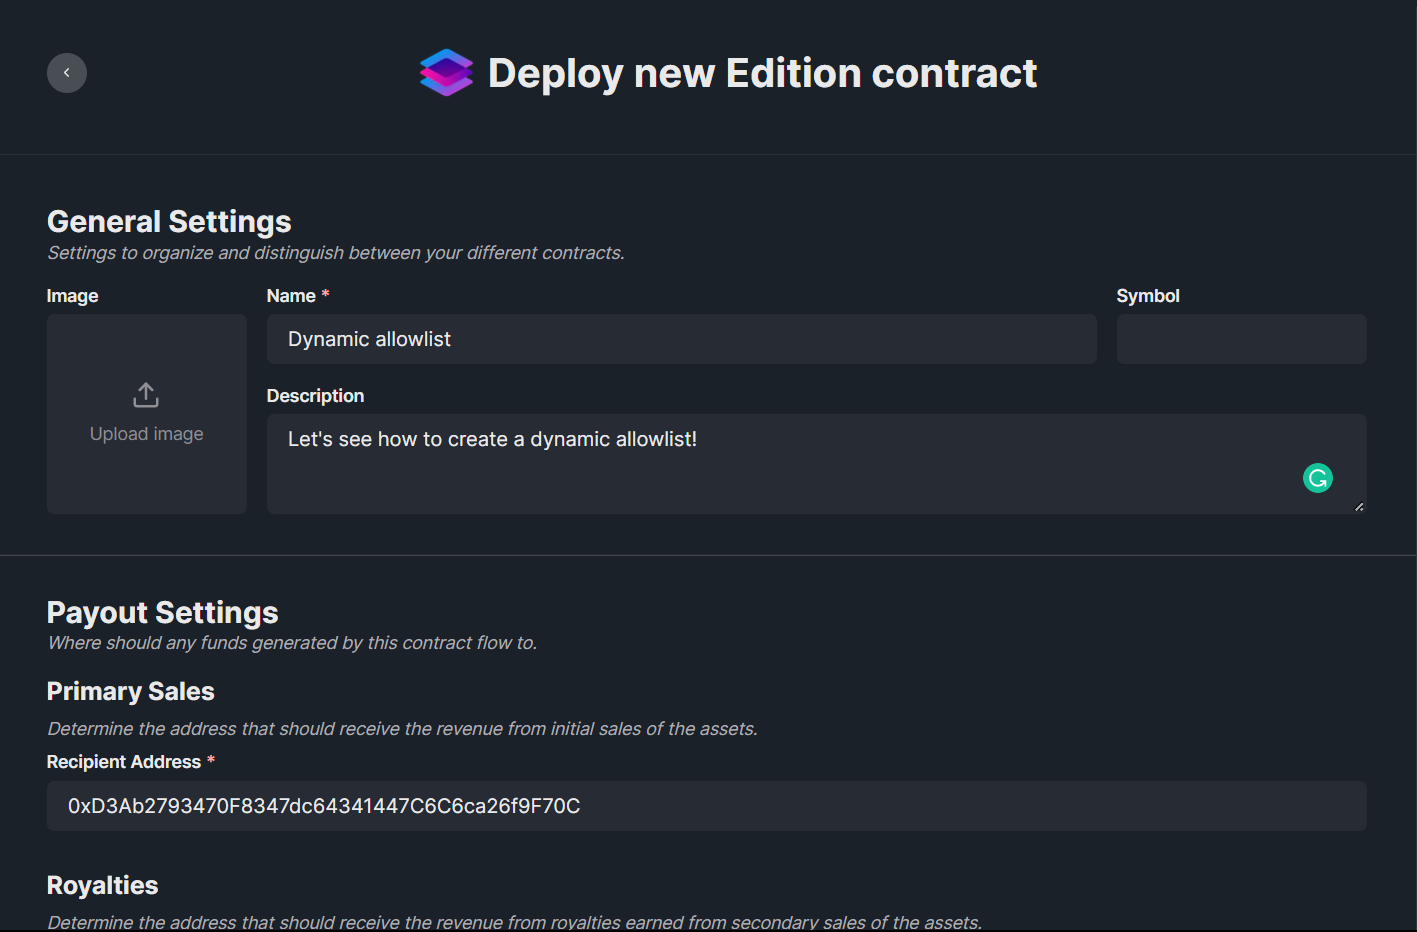 Deploy new Edition contract
General Settings
Settings to organize and distinguish between your different contracts.
Image
Name *
Symbol
Upload image
Dynamic allowlist
Description
Let's see how to create a dynamic allowlist!
Payout Settings
Where should any funds generated by this contract flow to.
Primary Sales
Determine the address that should receive the revenue from initial sales of the assets.
Recipient Address *
0xD3Ab2793470F8347dc64341447C6C6ca26f9F70C
Royalties
Determine the address that should receive the revenue from royalties earned from secondary sales of the assets.